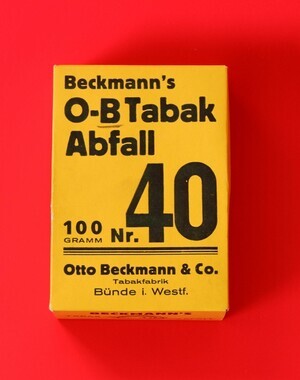 Beckmann's
O-B Tabak
Abfall
100
GRAMM
Nr. 40
Otto Beckmann & Co.
Tabakfabrik
Bünde i. Westf.
BECKMANN'S